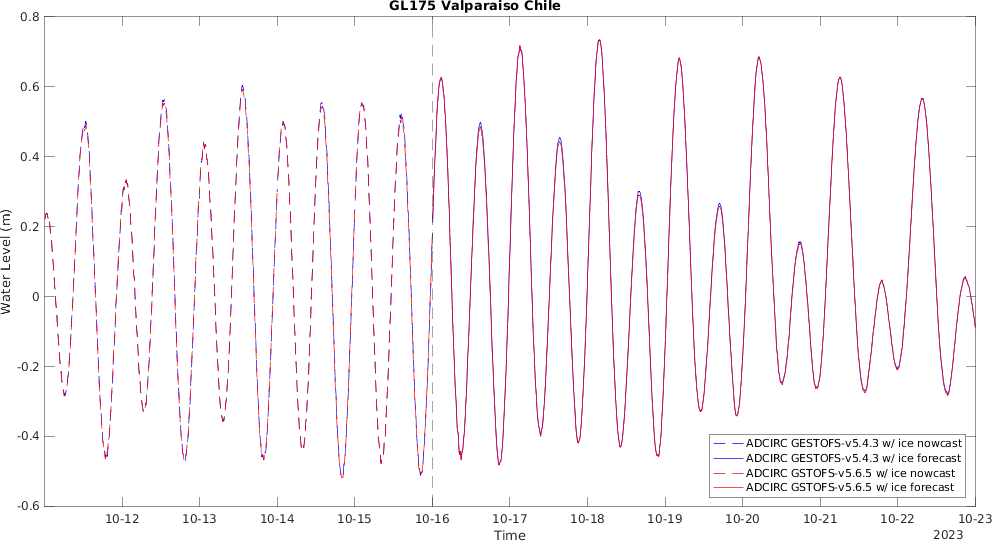 GL175 Valparaiso Chile
0.8
0.6
0.4
0.2
0
-0.2
-0.4
-0.6
Water Level (m)
ADCIRC GESTOFS-v5.4.3 w/ ice nowcast
ADCIRC GESTOFS-v5.4.3 w/ ice forecast
ADCIRC GSTOFS-v5.6.5 w/ ice nowcast
ADCIRC GSTOFS-v5.6.5 w/ ice forecast
10-12 10-13 10-14 10-15 10-16 10-17 10-18 10-19 10-20 10-21 10-22 10-23
Time
2023